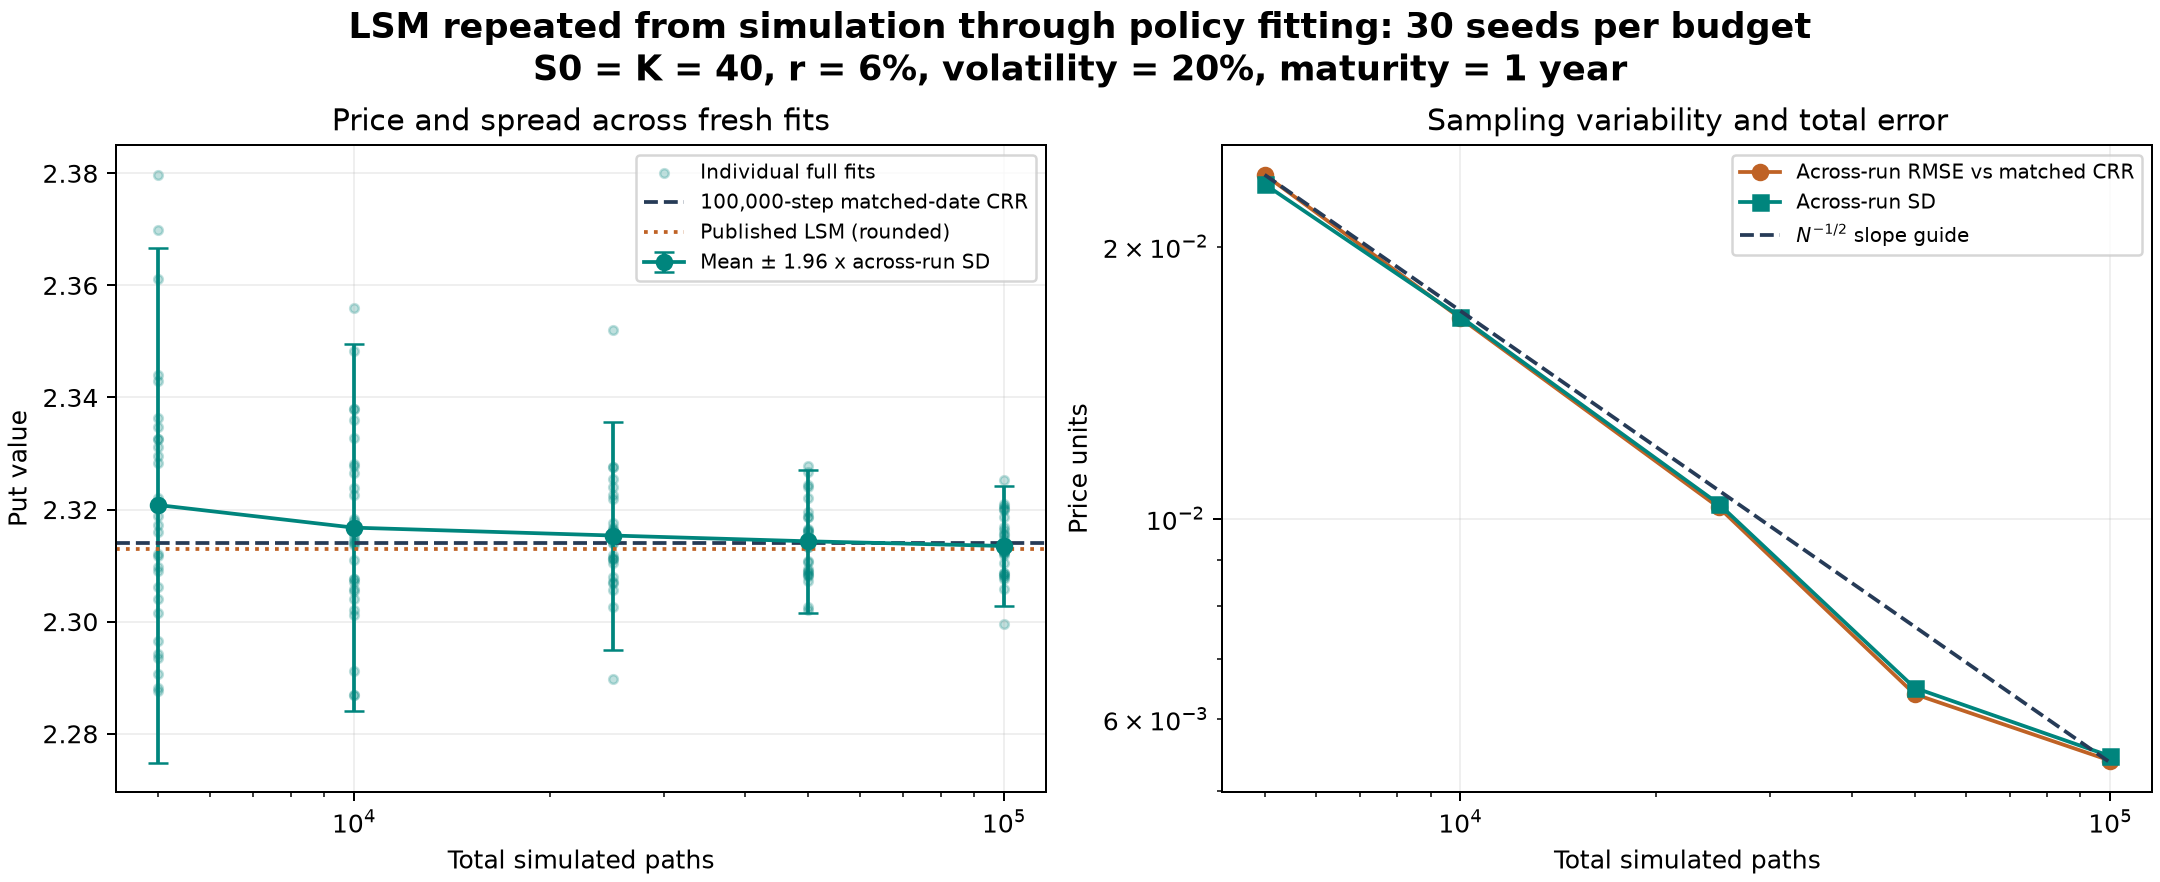 LSM repeated from simulation through policy fitting: 30 seeds per budget
S0 = K = 40, r = 6%, volatility = 20%, maturity = 1 year
Price and spread across fresh fits
Put value
2.38
2.36
2.34
2.32
2.30
2.28
Individual full fits
100,000-step matched-date CRR
Published LSM (rounded)
Mean ± 1.96 x across-run SD
10⁴
10⁵
Total simulated paths
Sampling variability and total error
Price units
2 × 10⁻²
10⁻²
6 × 10⁻³
Across-run RMSE vs matched CRR
Across-run SD
N⁻¹ᐟ² slope guide
10⁴
10⁵
Total simulated paths